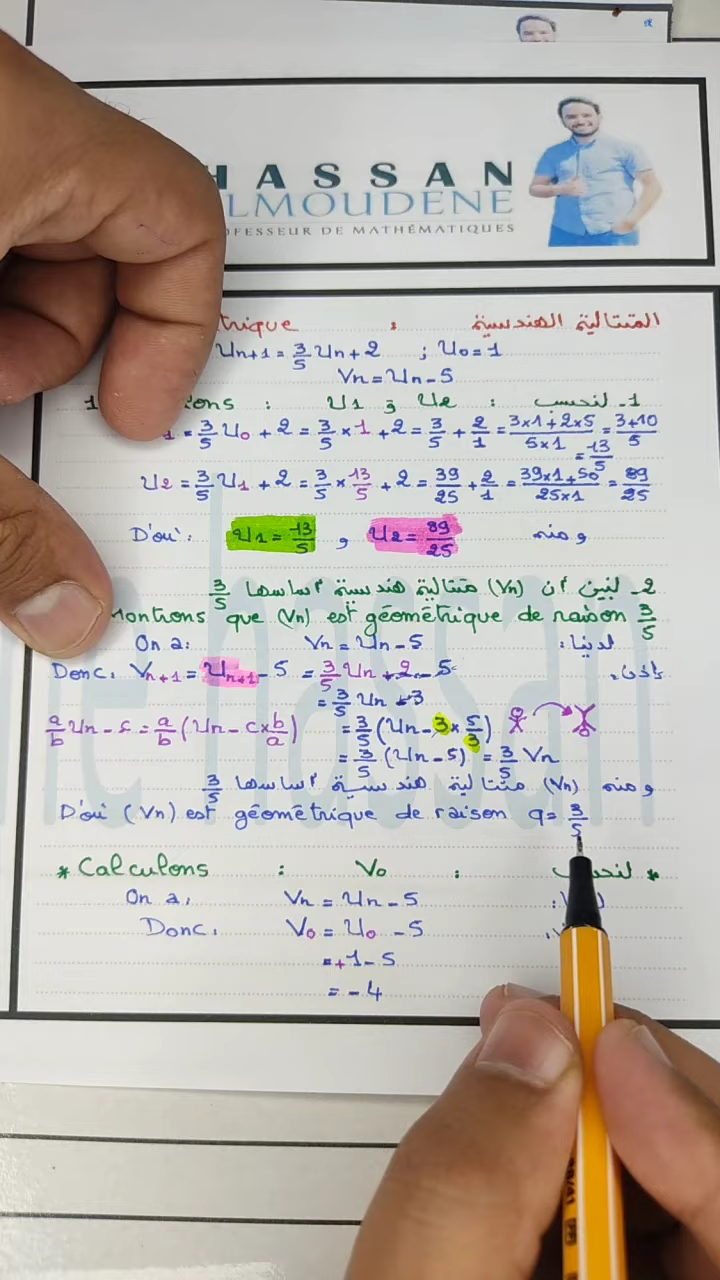 HASSAN
LMOUDENE
OFESSEUR DE MATHÉMATIQUES
trique : المتتالية الهندسية
Un+1 = 3/5 Un + 2 ; U0 = 1
Vn = Un - 5
1 ons : U1 و U2 : 1- لنحسب
1 = 3/5 U0 + 2 = 3/5 × 1 + 2 = 3/5 + 2/1 = (3×1+2×5)/(5×1) = (3+10)/5
= 13/5
U2 = 3/5 U1 + 2 = 3/5 × 13/5 + 2 = 39/25 + 2/1 = (39×1+50)/(25×1) = 89/25
D'où: U1 = 13/5 , U2 = 89/25 ومنه
2- لنبين أن (Vn) متتالية هندسية أساسها 3/5
Montrons que (Vn) est géométrique de raison 3/5
On a: Vn = Un - 5 لدينا:
Donc, Vn+1 = Un+1 - 5 = 3/5 Un + 2 - 5 إذن,
= 3/5 Un - 3
a/b Un - c = a/b (Un - c × b/a) = 3/5 (Un - 3 × 5/3)
= 3/5 (Un - 5) = 3/5 Vn
ومنه (Vn) متتالية هندسية أساسها 3/5
D'où (Vn) est géométrique de raison q = 3/5
* Calculons : V0 :
On a, Vn = Un - 5
Donc, V0 = U0 - 5
= +1 - 5
= - 4